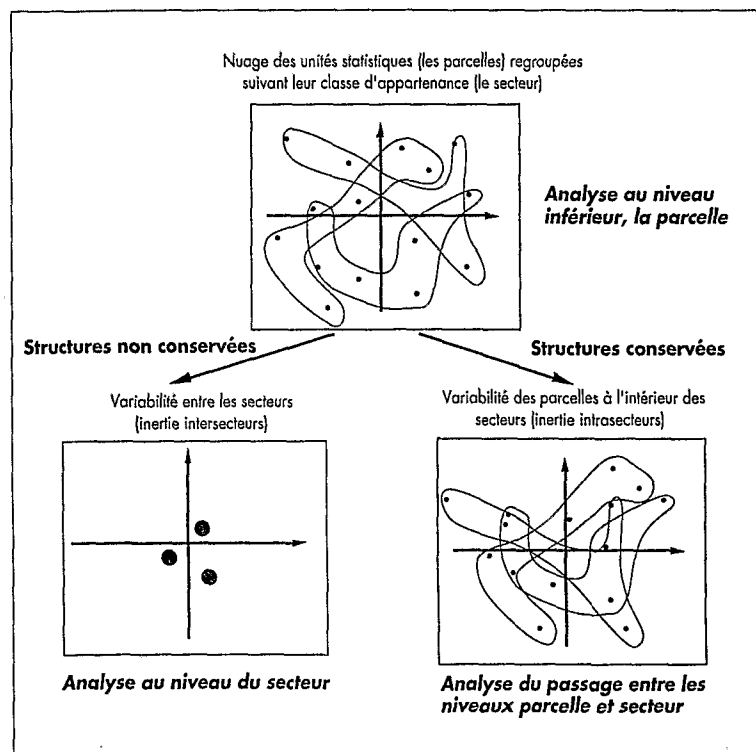 Nuage des unités statistiques (les parcelles) regroupées
suivant leur classe d'appartenance (le secteur)
Analyse au niveau
inférieur, la parcelle
Structures non conservées
Structures conservées
Variabilité entre les secteurs
(inertie intersecteurs)
Variabilité des parcelles à l'intérieur des
secteurs (inertie intrasecteurs)
Analyse au niveau du secteur
Analyse du passage entre les
niveaux parcelle et secteur